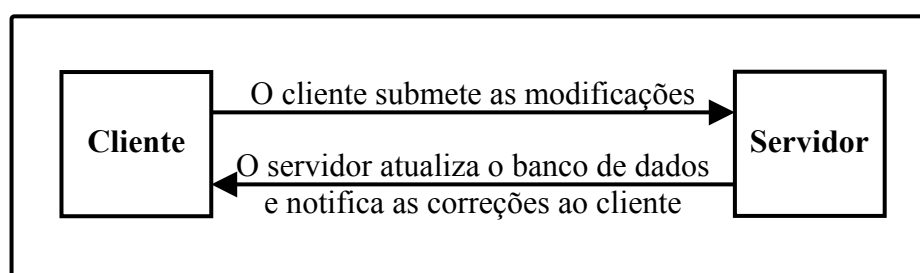 O cliente submete as modificações
Cliente
Servidor
O servidor atualiza o banco de dados
e notifica as correções ao cliente